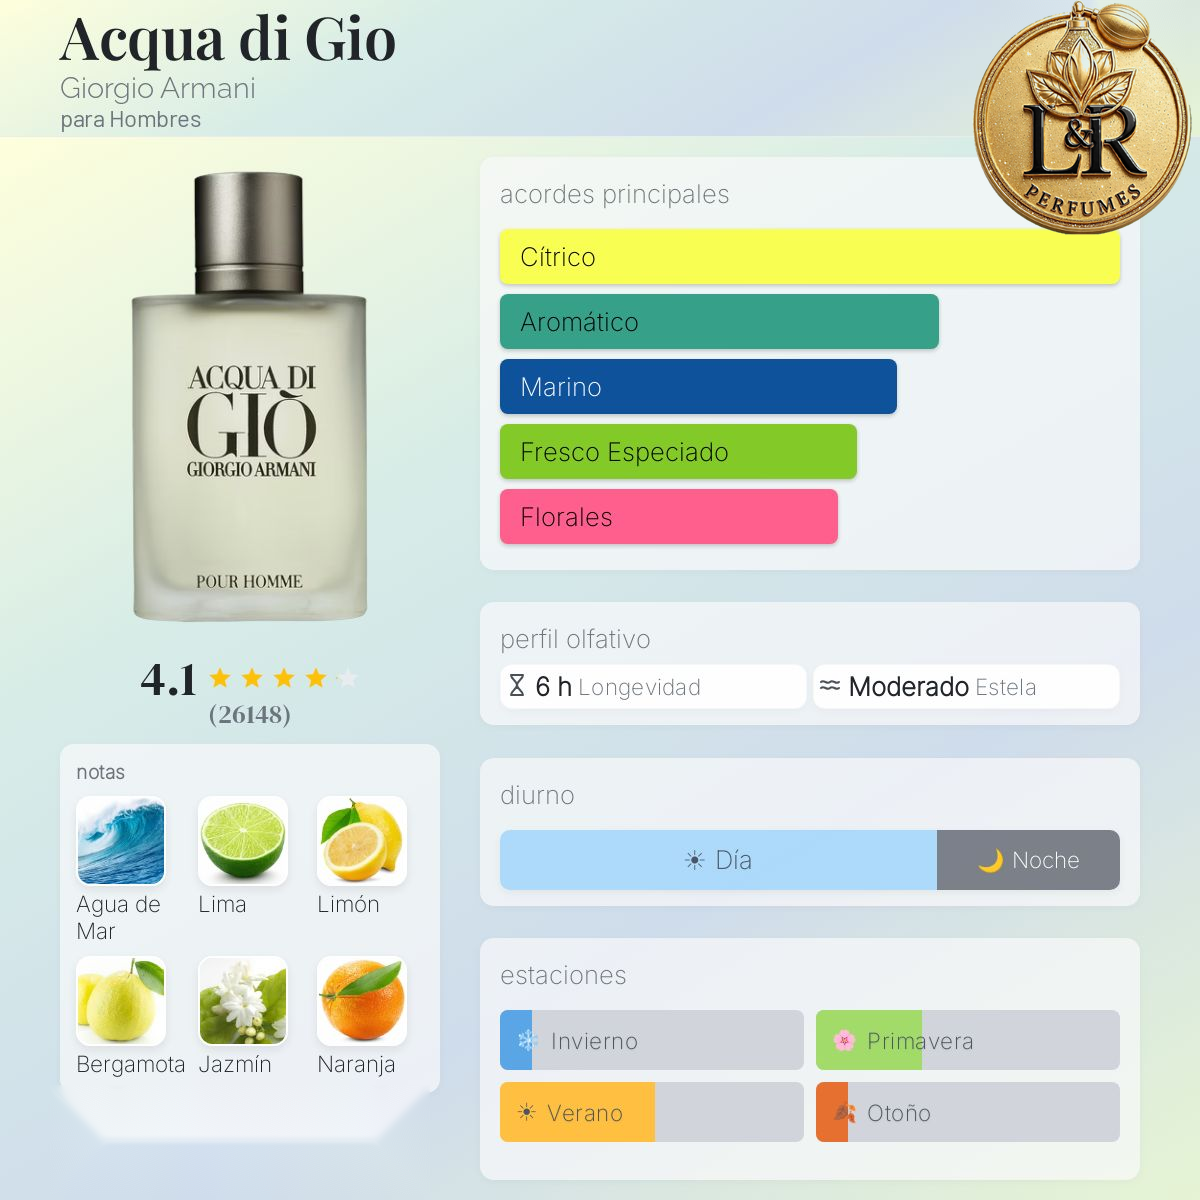 Acqua di Gio
Giorgio Armani
para Hombres
L&R
PERFUMES
ACQUA DI
GIÒ
GIORGIO ARMANI
POUR HOMME
4.1
(26148)
notas
Agua de
Mar
Lima
Limón
Bergamota
Jazmín
Naranja
acordes principales
Cítrico
Aromático
Marino
Fresco Especiado
Florales
perfil olfativo
6 h Longevidad
Moderado Estela
diurno
Día
Noche
estaciones
Invierno
Primavera
Verano
Otoño